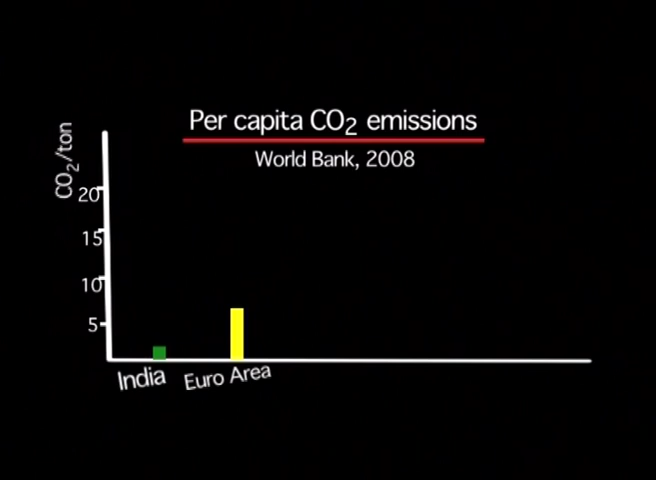 Per capita CO₂ emissions
World Bank, 2008
CO₂/ton
20
15
10
5
India
Euro Area